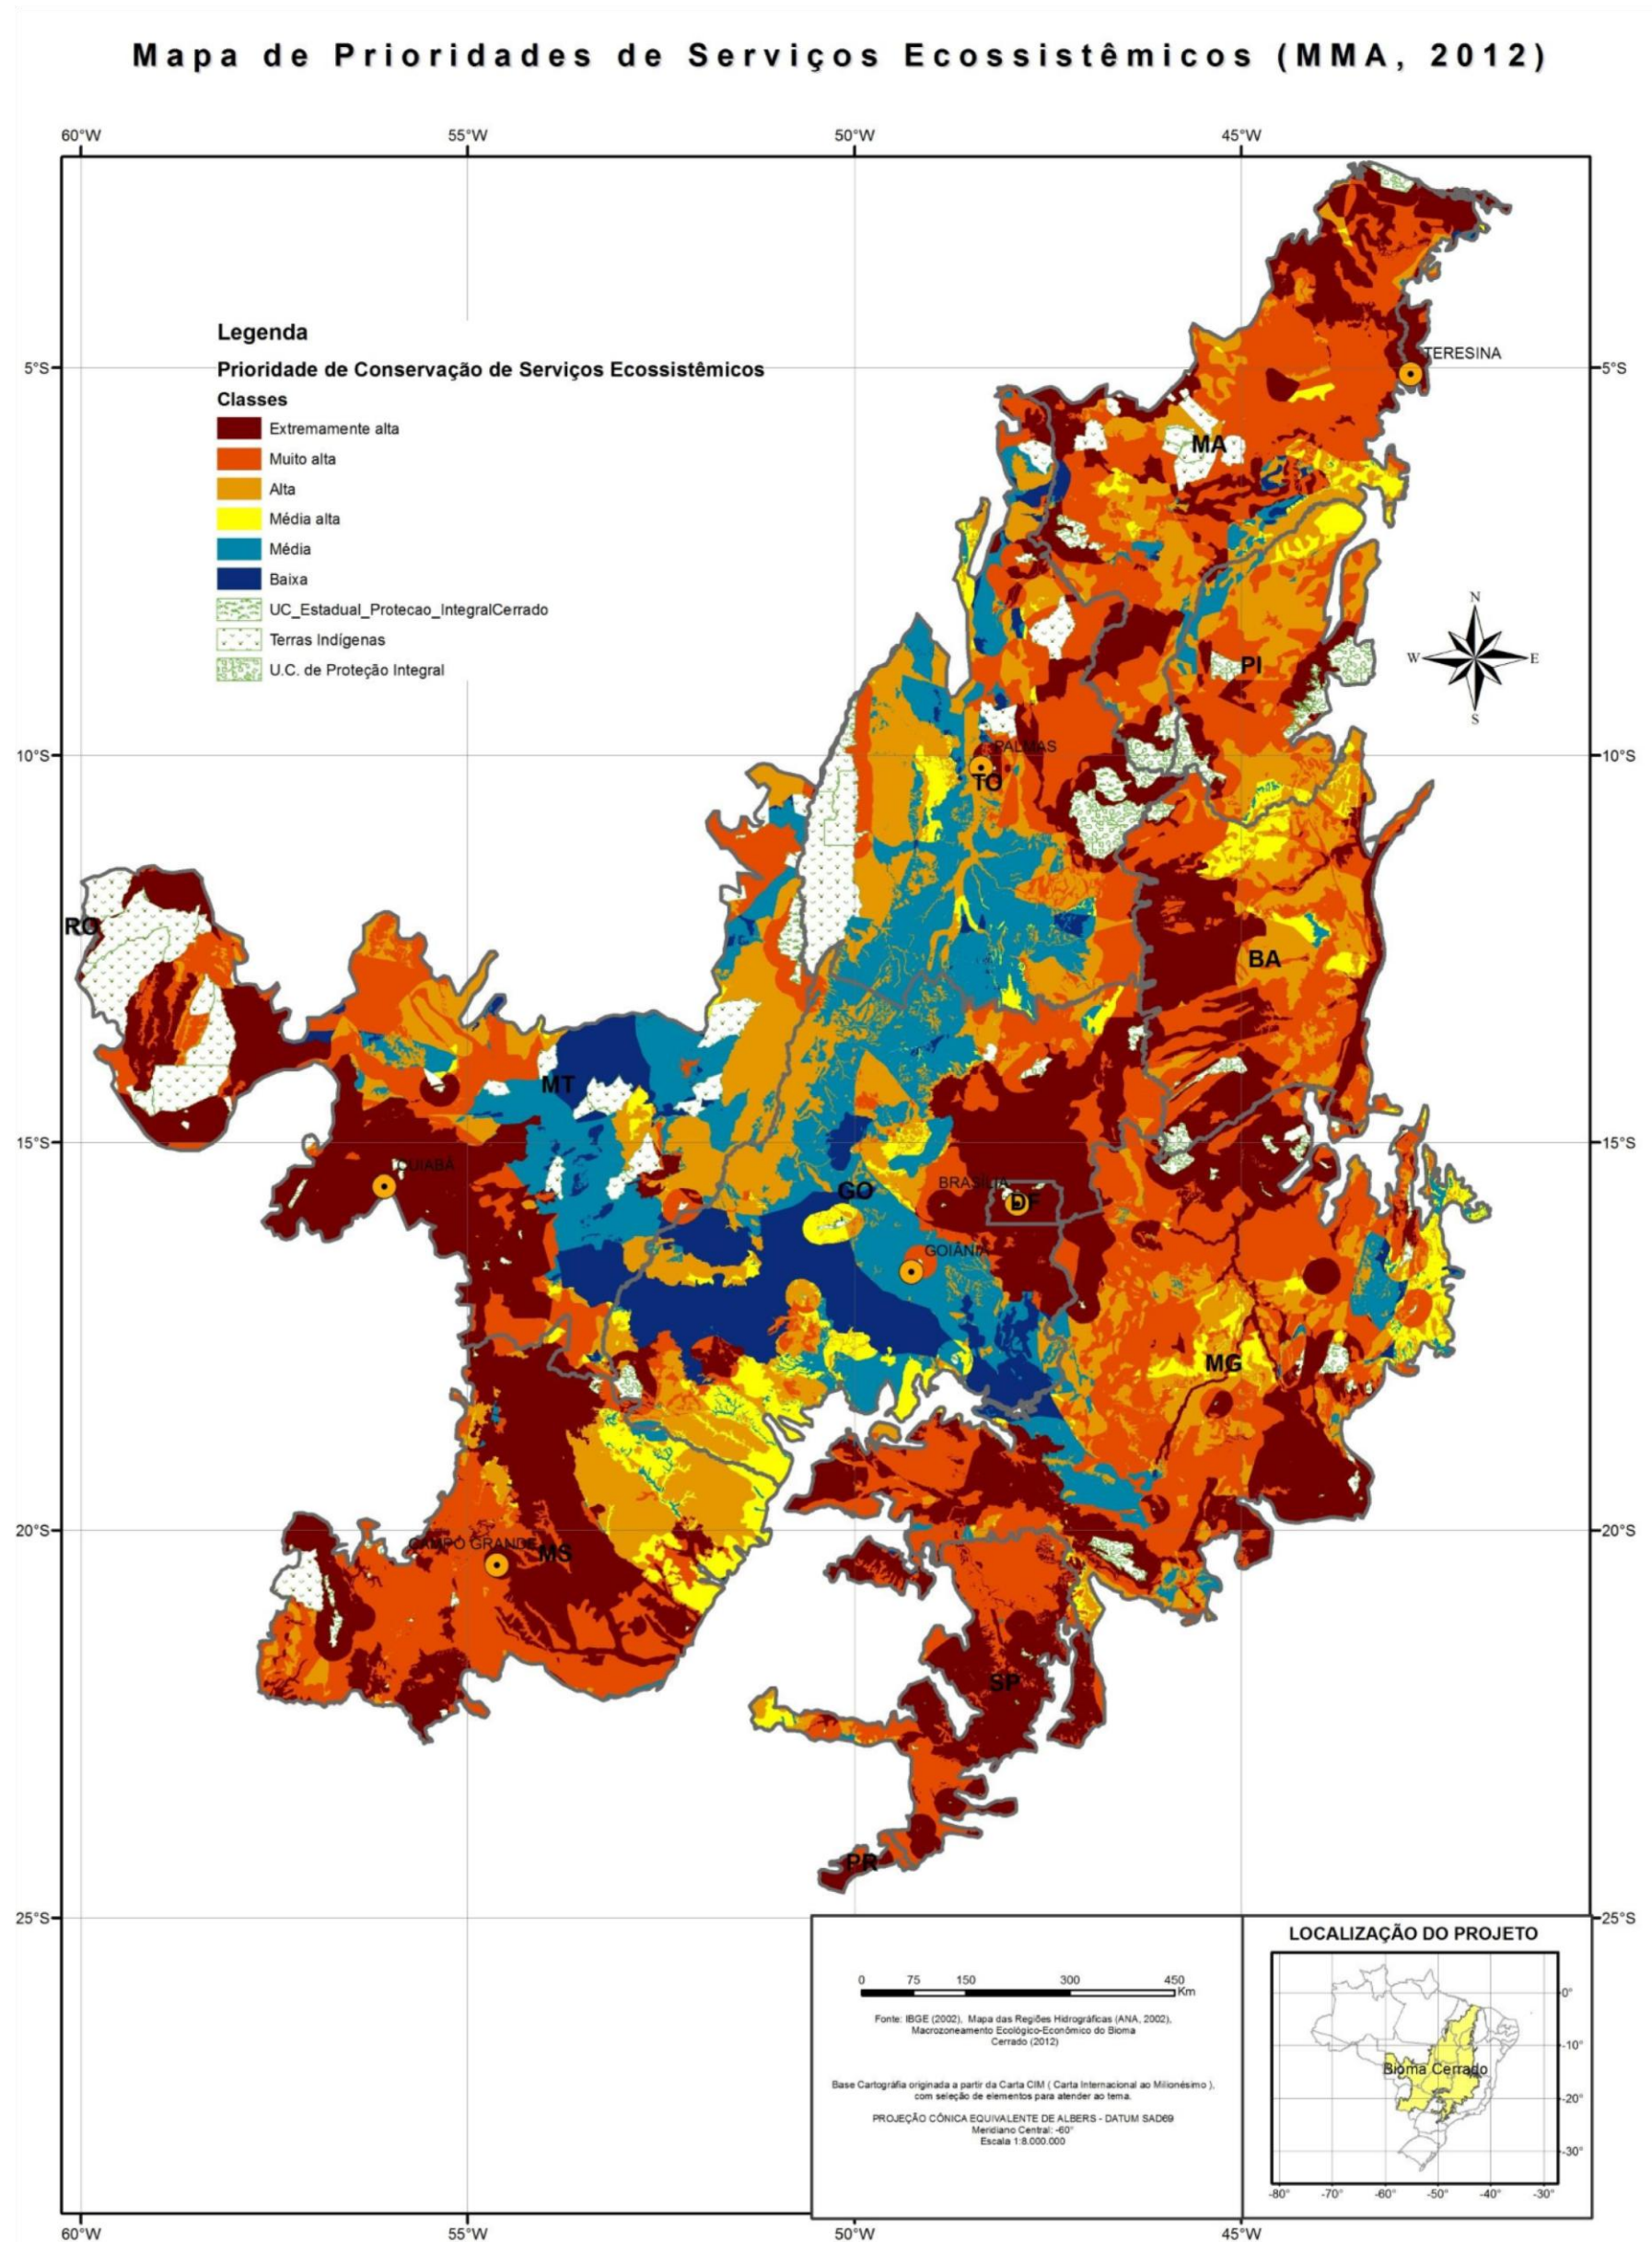 Mapa de Prioridades de Serviços Ecossistêmicos (MMA, 2012)
60°W 55°W 50°W 45°W
Legenda
Prioridade de Conservação de Serviços Ecossistêmicos
Classes
Extremamente alta
Muito alta
Alta
Média alta
Média
Baixa
UC_Estadual_Protecao_IntegralCerrado
Terras Indígenas
U.C. de Proteção Integral
TERESINA
5°S 5°S
MA
N
W E
S
PI
10°S 10°S
PALMAS
TO
RO
BA
MT
15°S 15°S
CUIABÁ
GO
BRASÍLIA
DF
GOIÂNIA
MG
20°S 20°S
CAMPO GRANDE
MS
SP
PR
25°S 25°S
0 75 150 300 450
Km
Fonte: IBGE (2002), Mapa das Regiões Hidrográficas (ANA, 2002),
Macrozoneamento Ecológico-Econômico do Bioma
Cerrado (2012)
Base Cartográfia originada a partir da Carta CIM ( Carta Internacional ao Milionésimo ),
com seleção de elementos para atender ao tema.
PROJEÇÃO CÔNICA EQUIVALENTE DE ALBERS - DATUM SAD69
Meridiano Central: -60°
Escala 1:8.000.000
LOCALIZAÇÃO DO PROJETO
0°
-10°
Bioma Cerrado
-20°
-30°
-80° -70° -60° -50° -40° -30°
60°W 55°W 50°W 45°W